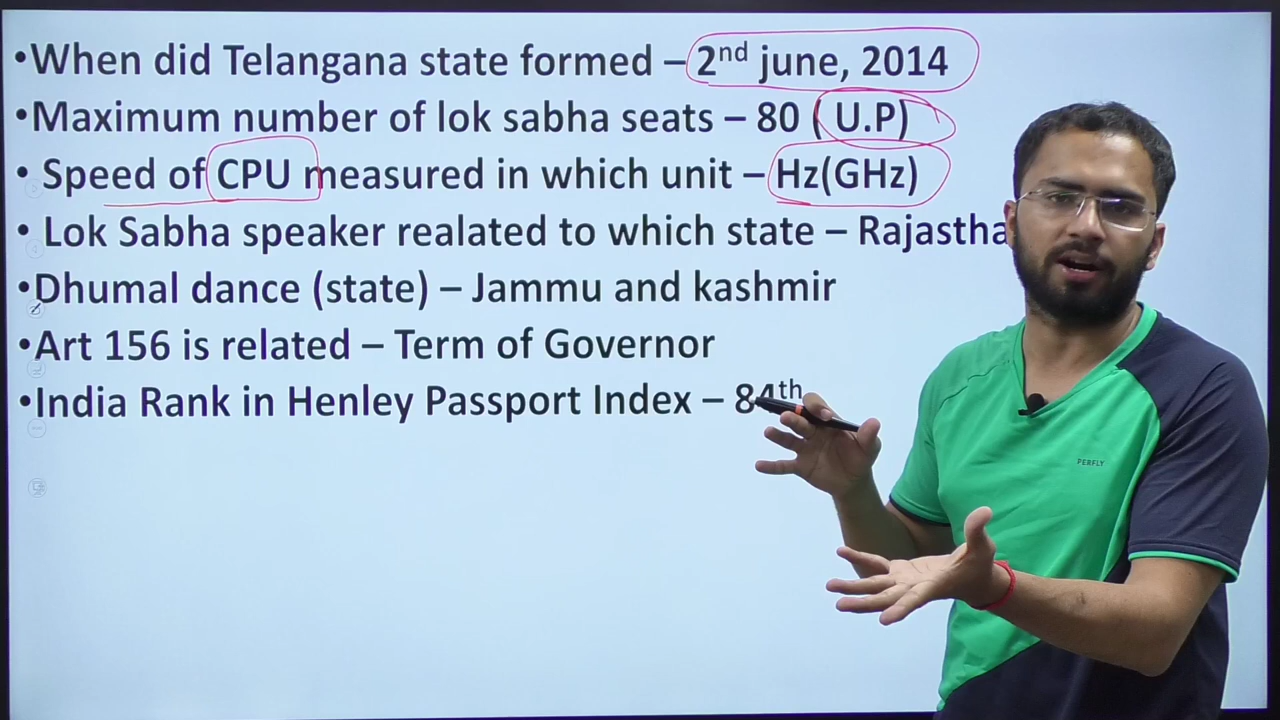 •When did Telangana state formed – 2nd june, 2014
•Maximum number of lok sabha seats – 80 ( U.P)
• Speed of CPU measured in which unit – Hz(GHz)
• Lok Sabha speaker realated to which state – Rajastha
•Dhumal dance (state) – Jammu and kashmir
•Art 156 is related – Term of Governor
•India Rank in Henley Passport Index – 84th
PERFLY